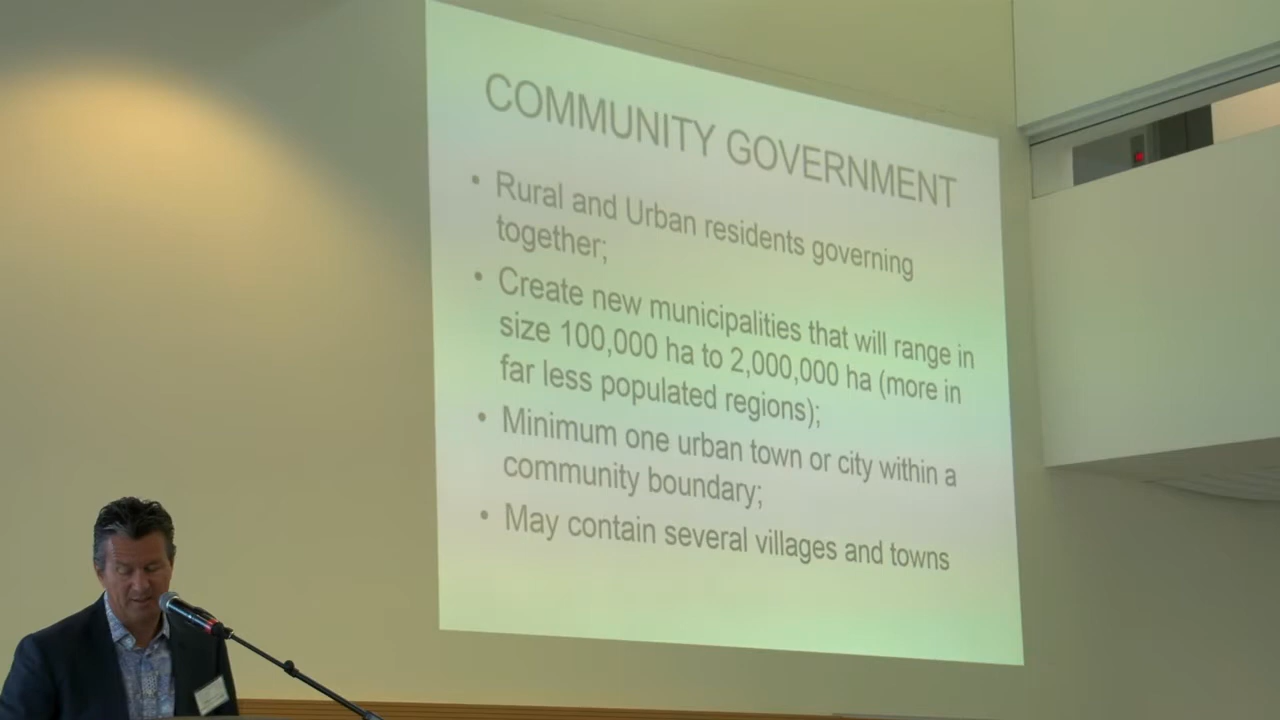 COMMUNITY GOVERNMENT
• Rural and Urban residents governing
together;
• Create new municipalities that will range in
size 100,000 ha to 2,000,000 ha (more in
far less populated regions);
• Minimum one urban town or city within a
community boundary;
• May contain several villages and towns